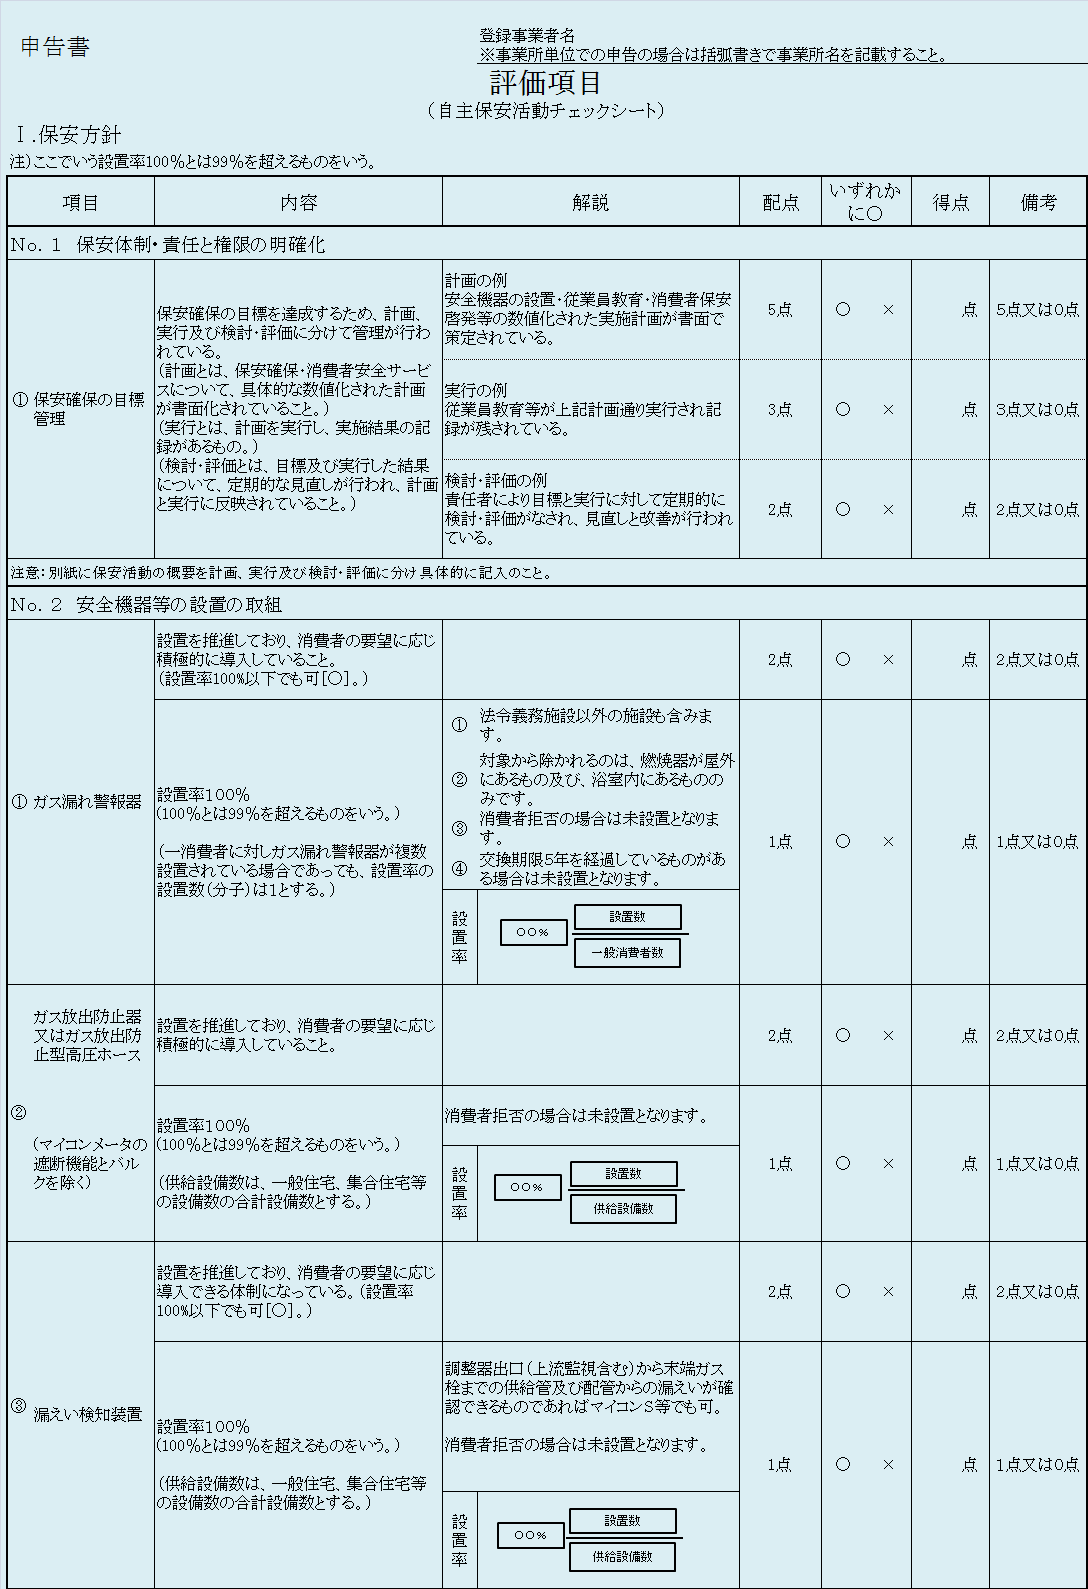 申告書
登録事業者名
※事業所単位での申告の場合は括弧書きで事業所名を記載すること。
評価項目
（自主保安活動チェックシート）
Ⅰ.保安方針
注）ここでいう設置率100％とは99％を超えるものをいう。
項目 内容 解説 配点 いずれか 得点 備考
に〇
No．1　保安体制・責任と権限の明確化
① 保安確保の目標
管理
保安確保の目標を達成するため、計画、
実行及び検討・評価に分けて管理が行わ
れている。
（計画とは、保安確保・消費者安全サービ
スについて、具体的な数値化された計画
が書面化されていること。）
（実行とは、計画を実行し、実施結果の記
録があるもの。）
（検討・評価とは、目標及び実行した結果
について、定期的な見直しが行われ、計画
と実行に反映されていること。）
計画の例
安全機器の設置・従業員教育・消費者保安
啓発等の数値化された実施計画が書面で
策定されている。
5点 〇 × 点 5点又は0点
実行の例
従業員教育等が上記計画通り実行され記
録が残されている。
3点 〇 × 点 3点又は0点
検討・評価の例
責任者により目標と実行に対して定期的に
検討・評価がなされ、見直しと改善が行われ
ている。
2点 〇 × 点 2点又は0点
注意：別紙に保安活動の概要を計画、実行及び検討・評価に分け具体的に記入のこと。
No．2　安全機器等の設置の取組
① ガス漏れ警報器
設置を推進しており、消費者の要望に応じ
積極的に導入していること。
（設置率100%以下でも可[〇]。）
2点 〇 × 点 2点又は0点
設置率100％
（100％とは99％を超えるものをいう。）
（一消費者に対しガス漏れ警報器が複数
設置されている場合であっても、設置率の
設置数（分子）は1とする。）
① 法令義務施設以外の施設も含みま
す。
② 対象から除かれるのは、燃焼器が屋外
にあるもの及び、浴室内にあるものの
みです。
③ 消費者拒否の場合は未設置となりま
す。
④ 交換期限5年を経過しているものがあ
る場合は未設置となります。
設置率
〇〇%
設置数
一般消費者数
1点 〇 × 点 1点又は0点
②
ガス放出防止器
又はガス放出防
止型高圧ホース
（マイコンメータの
遮断機能とバル
クを除く）
設置を推進しており、消費者の要望に応じ
積極的に導入していること。
2点 〇 × 点 2点又は0点
設置率100％
（100％とは99％を超えるものをいう。）
（供給設備数は、一般住宅、集合住宅等
の設備数の合計設備数とする。）
消費者拒否の場合は未設置となります。
設置率
〇〇%
設置数
供給設備数
1点 〇 × 点 1点又は0点
③ 漏えい検知装置
設置を推進しており、消費者の要望に応じ
導入できる体制になっている。（設置率
100%以下でも可[〇]。）
2点 〇 × 点 2点又は0点
設置率100％
（100％とは99％を超えるものをいう。）
（供給設備数は、一般住宅、集合住宅等
の設備数の合計設備数とする。）
調整器出口（上流監視含む）から末端ガス
栓までの供給管及び配管からの漏えいが確
認できるものであればマイコンＳ等でも可。
消費者拒否の場合は未設置となります。
設置率
〇〇%
設置数
供給設備数
1点 〇 × 点 1点又は0点